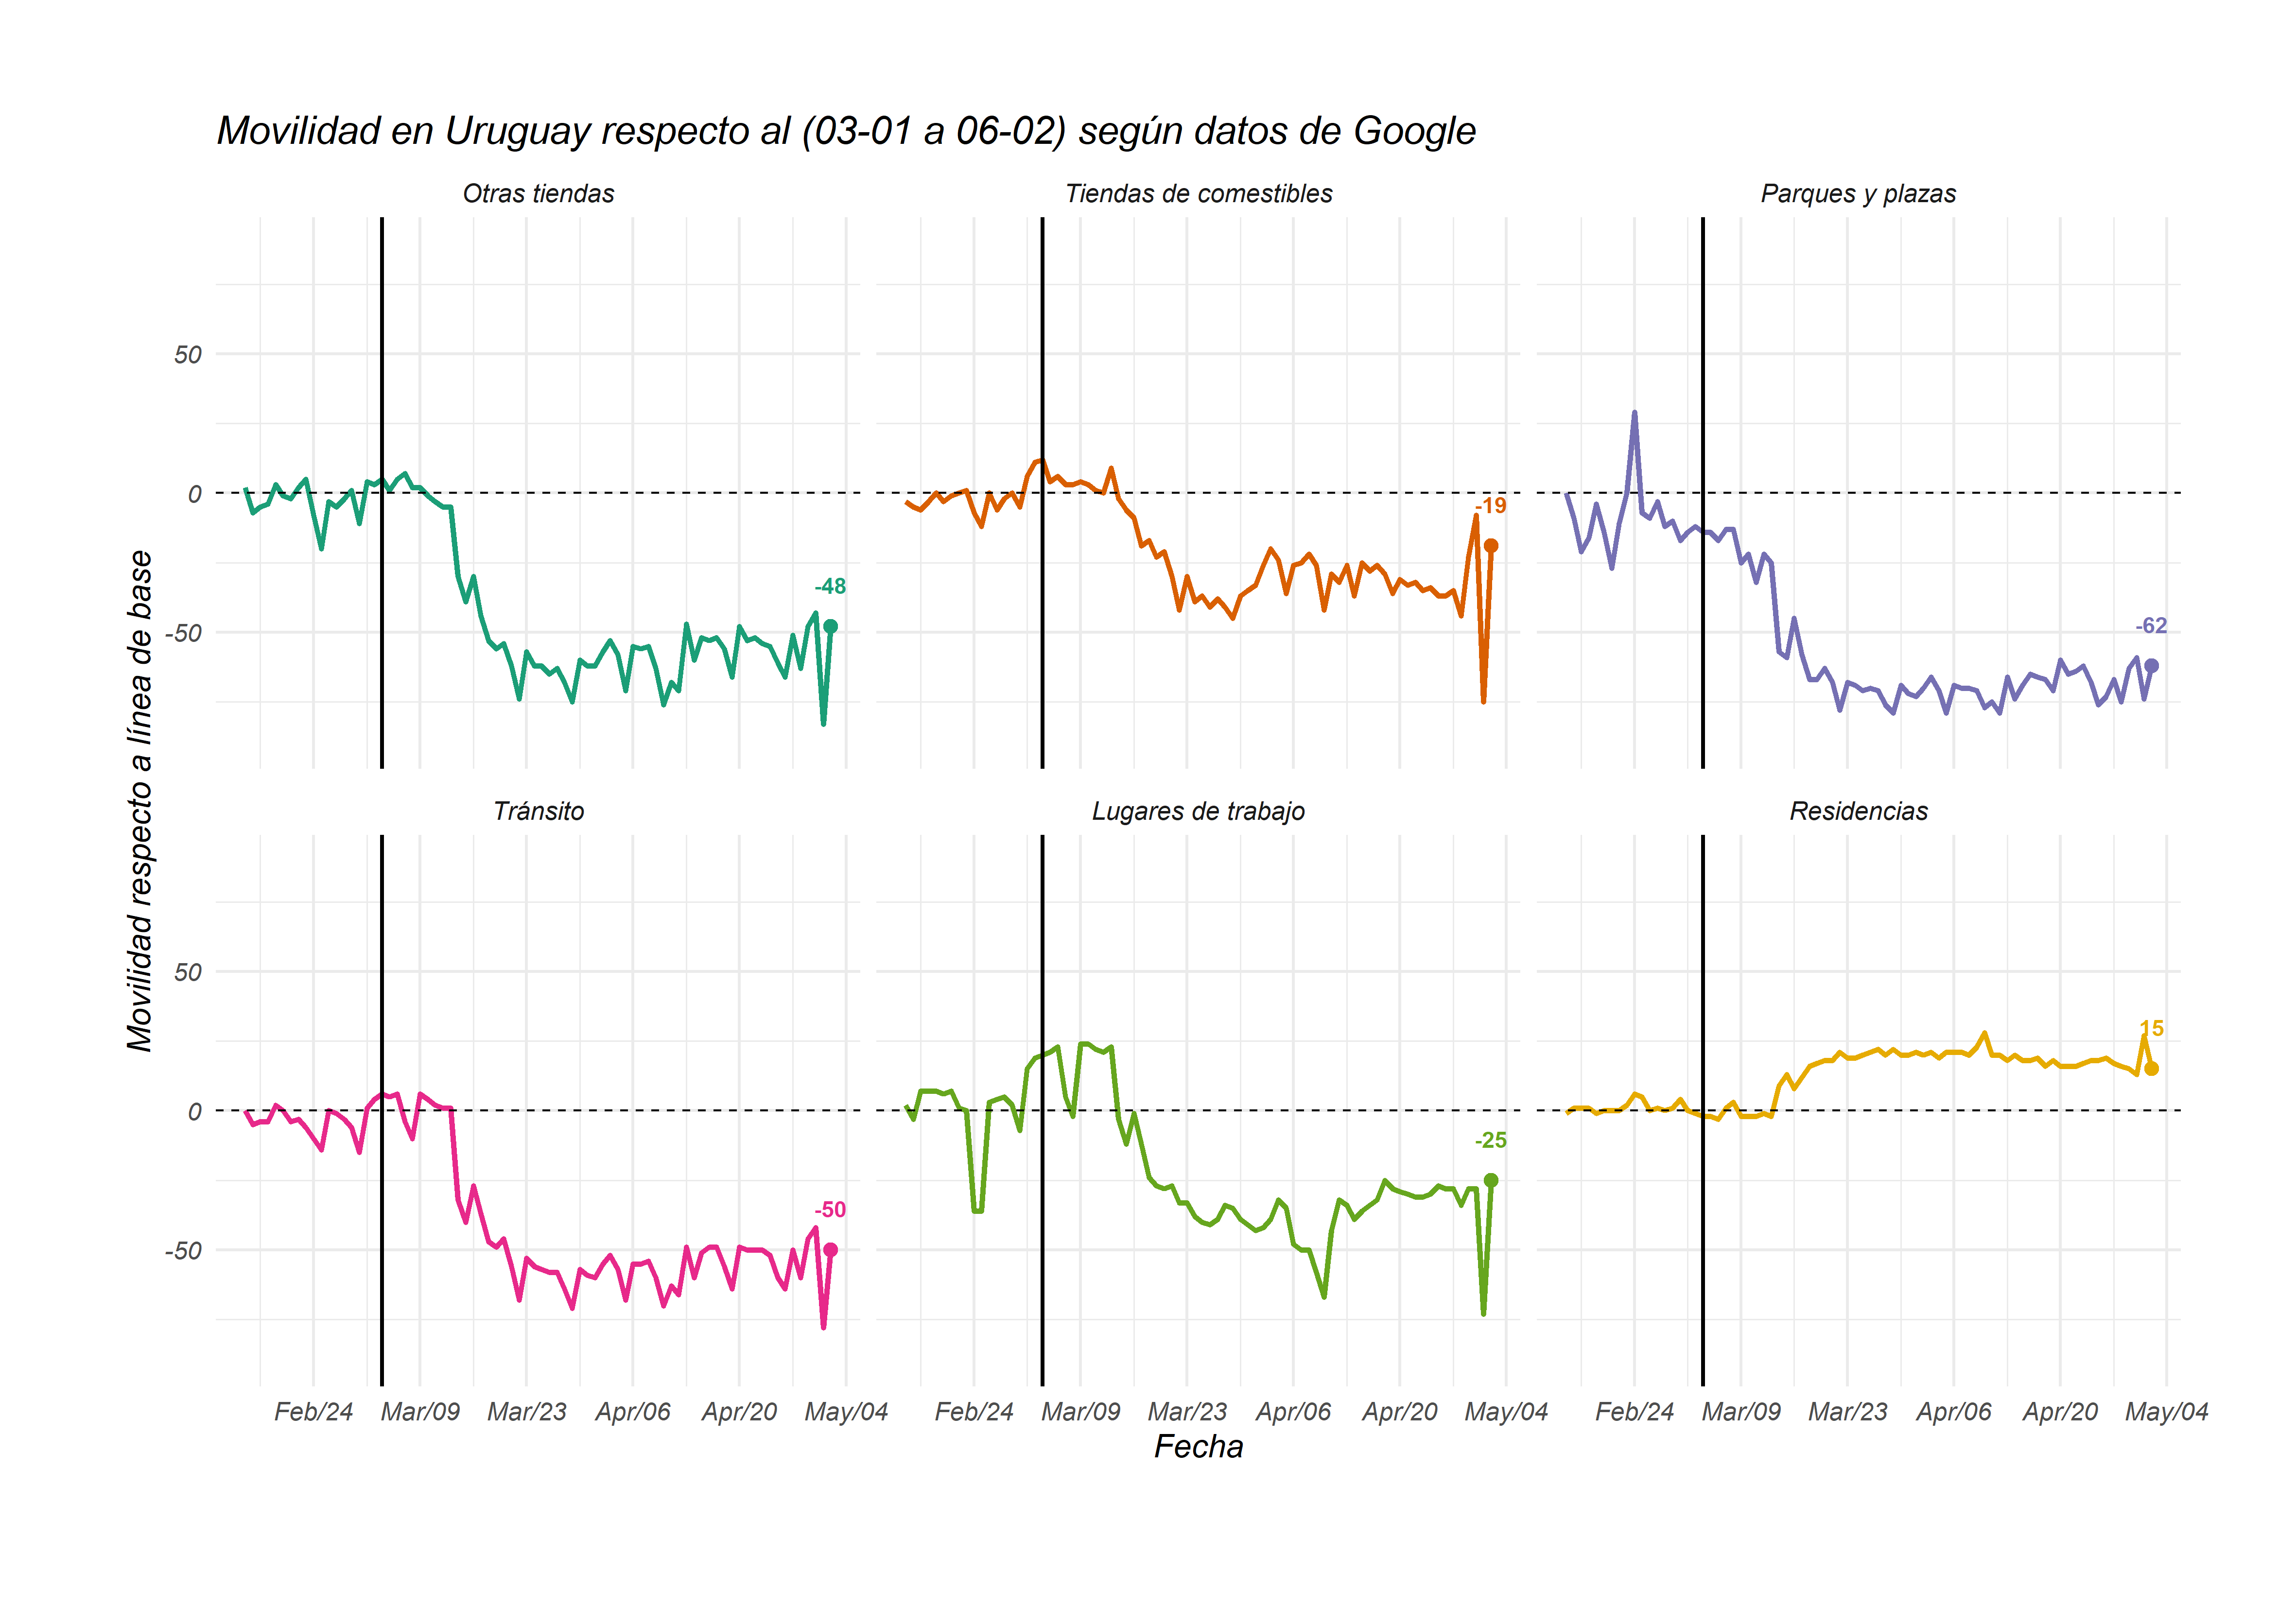 Movilidad en Uruguay respecto al (03-01 a 06-02) según datos de Google
Otras tiendas
Tiendas de comestibles
Parques y plazas
50
0
-50
-48
-19
-62
Movilidad respecto a línea de base
Tránsito
Lugares de trabajo
Residencias
50
0
-50
-50
-25
15
Feb/24 Mar/09 Mar/23 Apr/06 Apr/20 May/04
Feb/24 Mar/09 Mar/23 Apr/06 Apr/20 May/04
Feb/24 Mar/09 Mar/23 Apr/06 Apr/20 May/04
Fecha